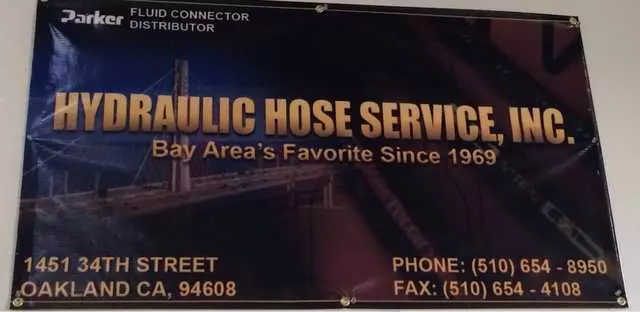 Parker FLUID CONNECTOR
DISTRIBUTOR
HYDRAULIC HOSE SERVICE, INC.
Bay Area's Favorite Since 1969
1451 34TH STREET
OAKLAND CA, 94608
PHONE: (510) 654 - 8950
FAX: (510) 654 - 4108